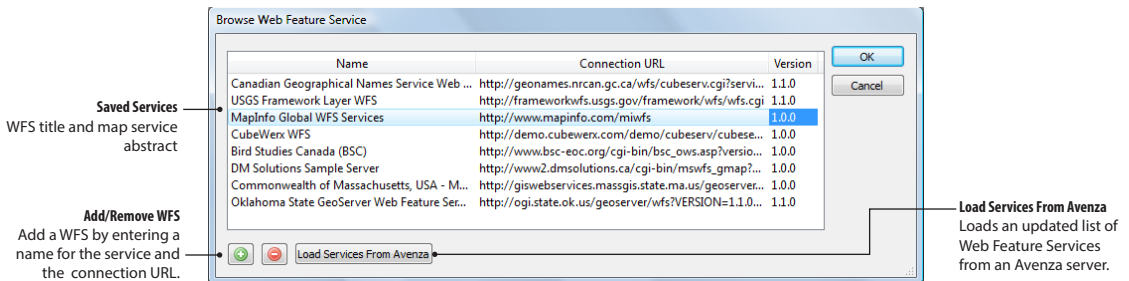 Browse Web Feature Service
Name Connection URL Version
Canadian Geographical Names Service Web ... http://geonames.nrcan.gc.ca/wfs/cubeserv.cgi?servi... 1.1.0
USGS Framework Layer WFS http://frameworkwfs.usgs.gov/framework/wfs/wfs.cgi 1.1.0
MapInfo Global WFS Services http://www.mapinfo.com/miwfs 1.0.0
CubeWerx WFS http://demo.cubewerx.com/demo/cubeserv/cubese... 1.0.0
Bird Studies Canada (BSC) http://www.bsc-eoc.org/cgi-bin/bsc_ows.asp?versio... 1.0.0
DM Solutions Sample Server http://www2.dmsolutions.ca/cgi-bin/mswfs_gmap?... 1.0.0
Commonwealth of Massachusetts, USA - M... http://giswebservices.massgis.state.ma.us/geoserver... 1.0.0
Oklahoma State GeoServer Web Feature Ser... http://ogi.state.ok.us/geoserver/wfs?VERSION=1.1.0... 1.1.0
OK
Cancel
Load Services From Avenza
Saved Services
WFS title and map service
abstract
Add/Remove WFS
Add a WFS by entering a
name for the service and
the connection URL.
Load Services From Avenza
Loads an updated list of
Web Feature Services
from an Avenza server.